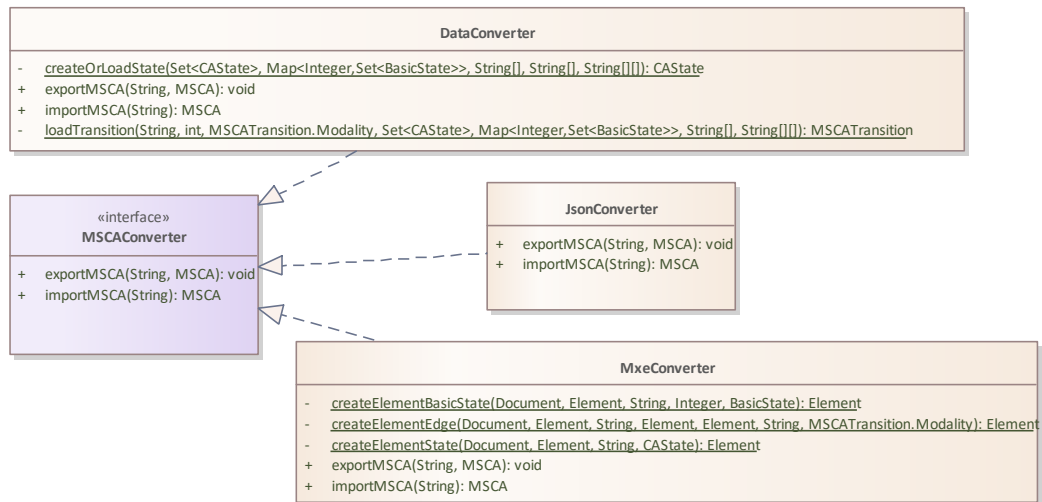 DataConverter
- createOrLoadState(Set<CAState>, Map<Integer,Set<BasicState>>, String[], String[], String[][]): CAState
+ exportMSCA(String, MSCA): void
+ importMSCA(String): MSCA
- loadTransition(String, int, MSCATransition.Modality, Set<CAState>, Map<Integer,Set<BasicState>>, String[], String[][]): MSCATransition
«interface»
MSCAConverter
+ exportMSCA(String, MSCA): void
+ importMSCA(String): MSCA
JsonConverter
+ exportMSCA(String, MSCA): void
+ importMSCA(String): MSCA
MxeConverter
- createElementBasicState(Document, Element, String, Integer, BasicState): Element
- createElementEdge(Document, Element, String, Element, Element, String, MSCATransition.Modality): Element
- createElementState(Document, Element, String, CAState): Element
+ exportMSCA(String, MSCA): void
+ importMSCA(String): MSCA